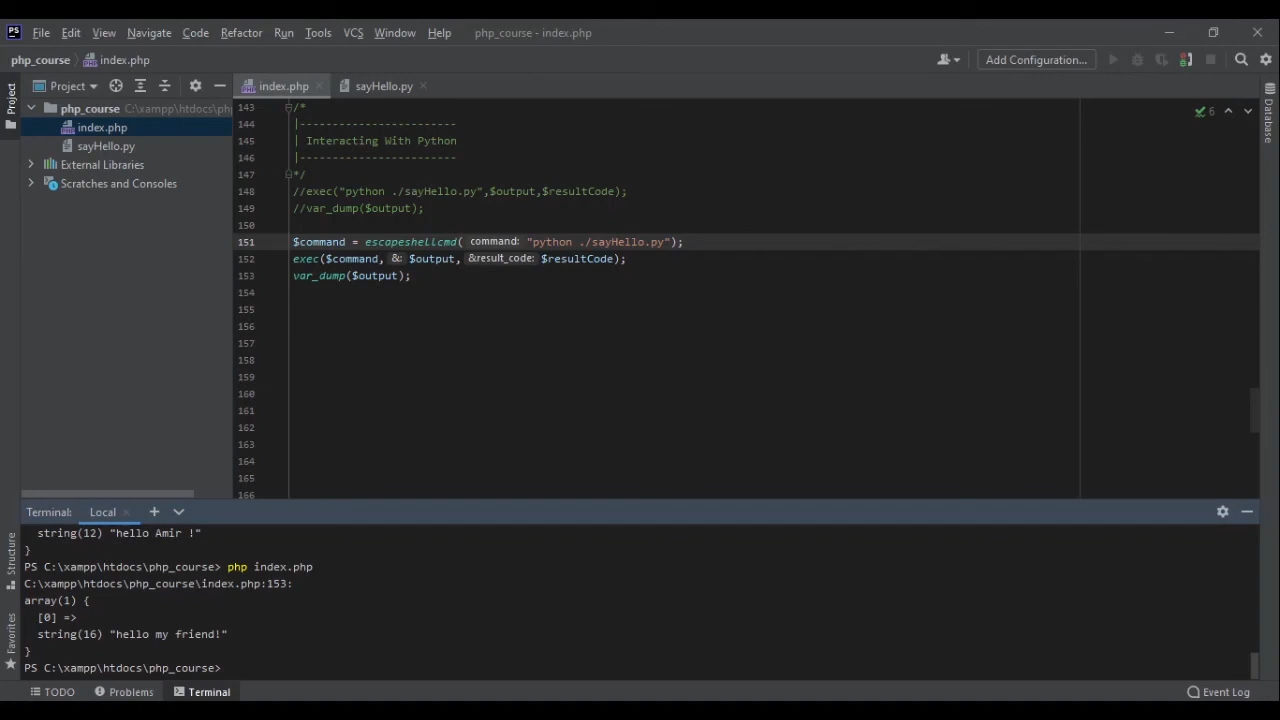 PS File Edit View Navigate Code Refactor Run Tools VCS Window Help php_course - index.php
php_course index.php Add Configuration...
Project index.php sayHello.py
php_course C:\xampp\htdocs\ph
index.php
sayHello.py
External Libraries
Scratches and Consoles
Project
Structure
Favorites
Database
6
143 /*
144 |------------------------
145 | Interacting With Python
146 |------------------------
147 */
148 //exec("python ./sayHello.py",$output,$resultCode);
149 //var_dump($output);
150
151 $command = escapeshellcmd( command: "python ./sayHello.py");
152 exec($command, &: $output, &result_code: $resultCode);
153 var_dump($output);
154
155
156
157
158
159
160
161
162
163
164
165
166
Terminal: Local
string(12) "hello Amir !"
}
PS C:\xampp\htdocs\php_course> php index.php
C:\xampp\htdocs\php_course\index.php:153:
array(1) {
[0] =>
string(16) "hello my friend!"
}
PS C:\xampp\htdocs\php_course>
TODO Problems Terminal Event Log